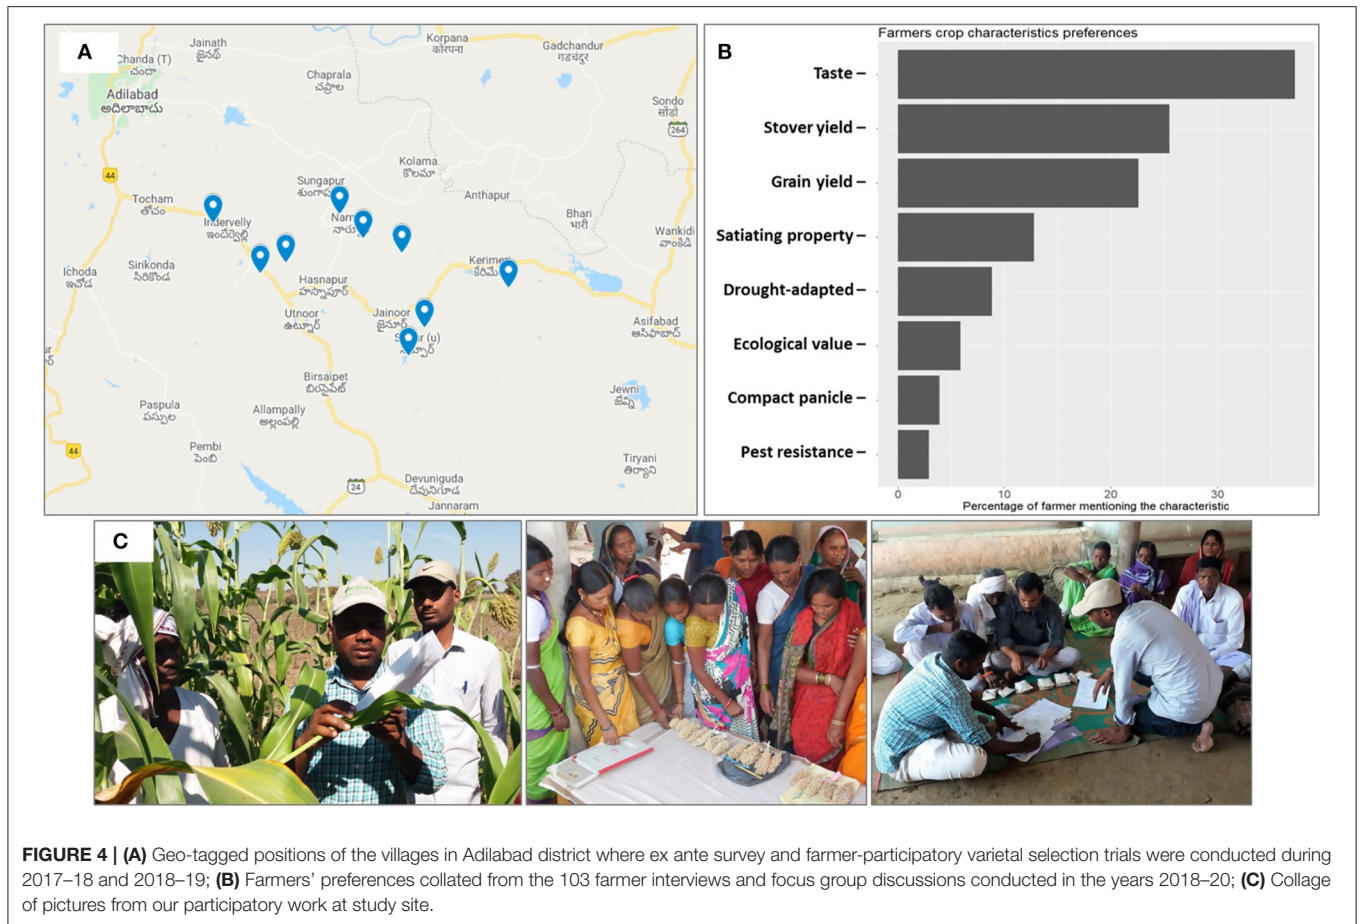 A
Jainath
జైనథ్
Korpana
कोरपना
Gadchandur
गडचंदुर
Chanda (T)
చందా
Chaprala
చప్రాల
Adilabad
అదిలాబాదు
Sondo
सोंडो
264
Kolama
కొలమా
44
Sungapur
Anthapur
Tocham
తోచం
Indervelly
ఇంద్రవెల్లి
Bhari
भारी
Wankidi
వాంకిడి
Ichoda
ఇచోడ
Sirikonda
సిరికొండ
Hasnapur
హస్నాపూర్
Utnoor
ఉట్నూర్
Jainoor
జైనూర్
Asifabad
ఆసిఫాబాద్
(u)
Birsaipet
బిర్సాపేట్
Jewni
జేవ్ని
Paspula
పస్పుల
Allampally
అల్లంపల్లి
44
Pembi
పెంబి
Tiryani
తిర్యాని
24
Devuniguda
దేవునిగూడ
Jannaram
B
Farmers crop characteristics preferences
Taste
Stover yield
Grain yield
Satiating property
Drought-adapted
Ecological value
Compact panicle
Pest resistance
0 10 20 30
Percentage of farmer mentioning the characteristic
C
FIGURE 4 | (A) Geo-tagged positions of the villages in Adilabad district where ex ante survey and farmer-participatory varietal selection trials were conducted during
2017–18 and 2018–19; (B) Farmers' preferences collated from the 103 farmer interviews and focus group discussions conducted in the years 2018–20; (C) Collage
of pictures from our participatory work at study site.